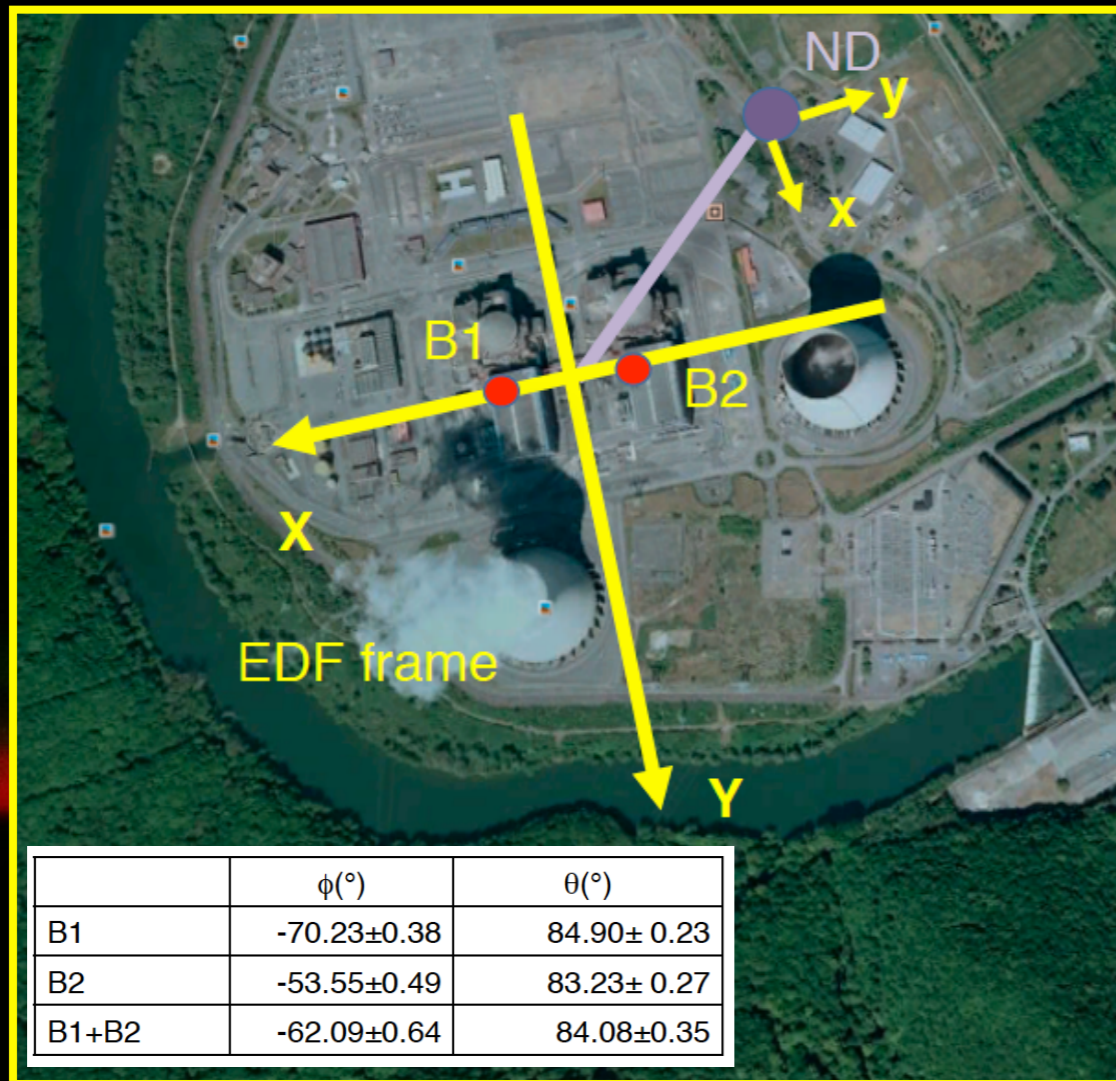 ND
y
x
B1
B2
X
EDF frame
Y
ϕ(°) θ(°)
B1 -70.23±0.38 84.90± 0.23
B2 -53.55±0.49 83.23± 0.27
B1+B2 -62.09±0.64 84.08±0.35